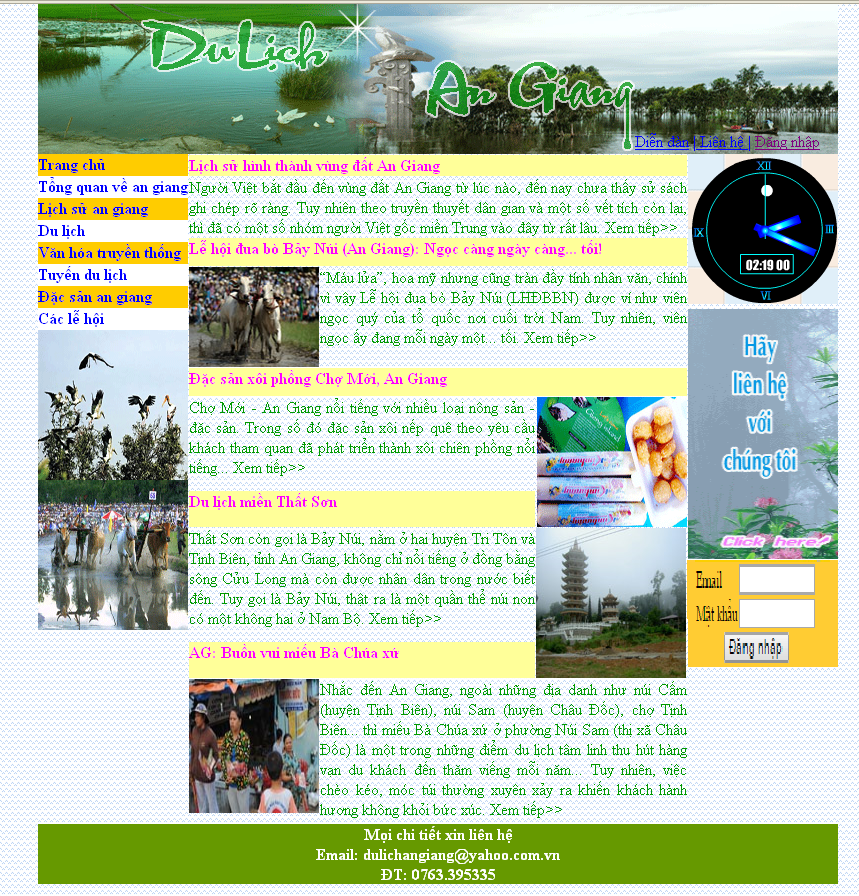 Du Lịch
An Giang
Diễn đàn | Liên hệ | Đăng nhập
Trang chủ
Tổng quan về an giang
Lịch sử an giang
Du lịch
Văn hóa truyền thống
Tuyến du lịch
Đặc sản an giang
Các lễ hội
Lịch sử hình thành vùng đất An Giang
Người Việt bắt đầu đến vùng đất An Giang từ lúc nào, đến nay chưa thấy sử sách
ghi chép rõ ràng. Tuy nhiên theo truyền thuyết dân gian và một số vết tích còn lại,
thì đã có một số nhóm người Việt gốc miền Trung vào đây từ rất lâu. Xem tiếp>>
Lễ hội đua bò Bảy Núi (An Giang): Ngọc càng ngày càng... tối!
“Máu lửa”, hoa mỹ nhưng cũng tràn đầy tính nhân văn, chính
vì vậy Lễ hội đua bò Bảy Núi (LHĐBBN) được ví như viên
ngọc quý của tổ quốc nơi cuối trời Nam. Tuy nhiên, viên
ngọc ấy đang mỗi ngày một... tối. Xem tiếp>>
Đặc sản xôi phồng Chợ Mới, An Giang
Chợ Mới - An Giang nổi tiếng với nhiều loại nông sản -
đặc sản. Trong số đó đặc sản xôi nếp quê theo yêu cầu
khách tham quan đã phát triển thành xôi chiên phồng nổi
tiếng... Xem tiếp>>
Du lịch miền Thất Sơn
Thất Sơn còn gọi là Bảy Núi, nằm ở hai huyện Tri Tôn và
Tịnh Biên, tỉnh An Giang, không chỉ nổi tiếng ở đồng bằng
sông Cửu Long mà còn được nhân dân trong nước biết
đến. Tuy gọi là Bảy Núi, thật ra là một quần thể núi non
có một không hai ở Nam Bộ. Xem tiếp>>
AG: Buồn vui miếu Bà Chúa xứ
Nhắc đến An Giang, ngoài những địa danh như núi Cấm
(huyện Tịnh Biên), núi Sam (huyện Châu Đốc), chợ Tịnh
Biên... thì miếu Bà Chúa xứ ở phường Núi Sam (thị xã Châu
Đốc) là một trong những điểm du lịch tâm linh thu hút hàng
vạn du khách đến thăm viếng mỗi năm... Tuy nhiên, việc
chèo kéo, móc túi thường xuyên xảy ra khiến khách hành
hương không khỏi bức xúc. Xem tiếp>>
XII
IX
III
02:19 00
VI
Hãy
liên hệ
với
chúng tôi
Click here!
Email
Mật khẩu
Đăng nhập
Mọi chi tiết xin liên hệ
Email: dulichangiang@yahoo.com.vn
ĐT: 0763.395335